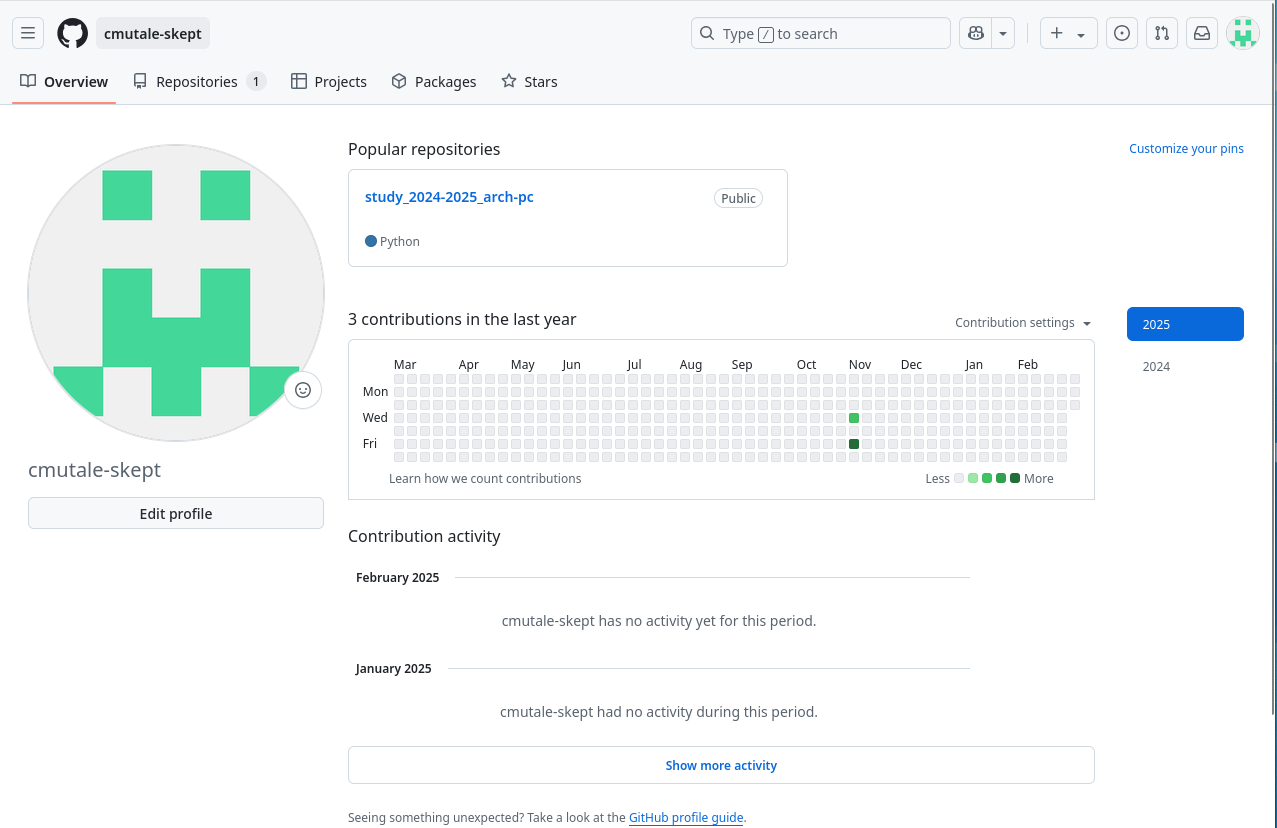 cmutale-skept
Type / to search
Overview
Repositories 1
Projects
Packages
Stars
cmutale-skept
Edit profile
Popular repositories
Customize your pins
study_2024-2025_arch-pc
Public
Python
3 contributions in the last year
Contribution settings
2025
2024
Mar Apr May Jun Jul Aug Sep Oct Nov Dec Jan Feb
Mon
Wed
Fri
Learn how we count contributions
Less More
Contribution activity
February 2025
cmutale-skept has no activity yet for this period.
January 2025
cmutale-skept had no activity during this period.
Show more activity
Seeing something unexpected? Take a look at the GitHub profile guide.